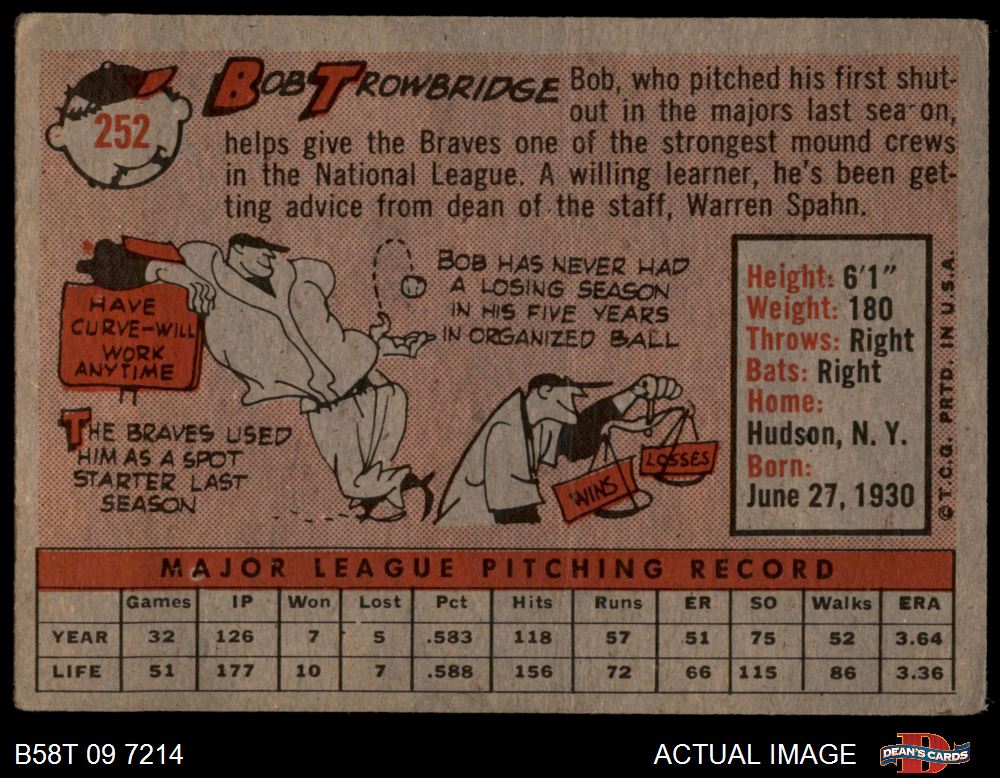 252
BOB TROWBRIDGE
Bob, who pitched his first shut-
out in the majors last sea on,
helps give the Braves one of the strongest mound crews
in the National League. A willing learner, he's been get-
ting advice from dean of the staff, Warren Spahn.
HAVE
CURVE-WILL
WORK
ANYTIME
THE BRAVES USED
HIM AS A SPOT
STARTER LAST
SEASON
BOB HAS NEVER HAD
A LOSING SEASON
IN HIS FIVE YEARS
IN ORGANIZED BALL
WINS
LOSSES
Height: 6'1"
Weight: 180
Throws: Right
Bats: Right
Home:
Hudson, N. Y.
Born:
June 27, 1930
©T.C.G. PRTD. IN U.S.A.
MAJOR LEAGUE PITCHING RECORD
Games IP Won Lost Pct Hits Runs ER SO Walks ERA
YEAR 32 126 7 5 .583 118 57 51 75 52 3.64
LIFE 51 177 10 7 .588 156 72 66 115 86 3.36
B58T 09 7214
ACTUAL IMAGE
D
DEAN'S CARDS